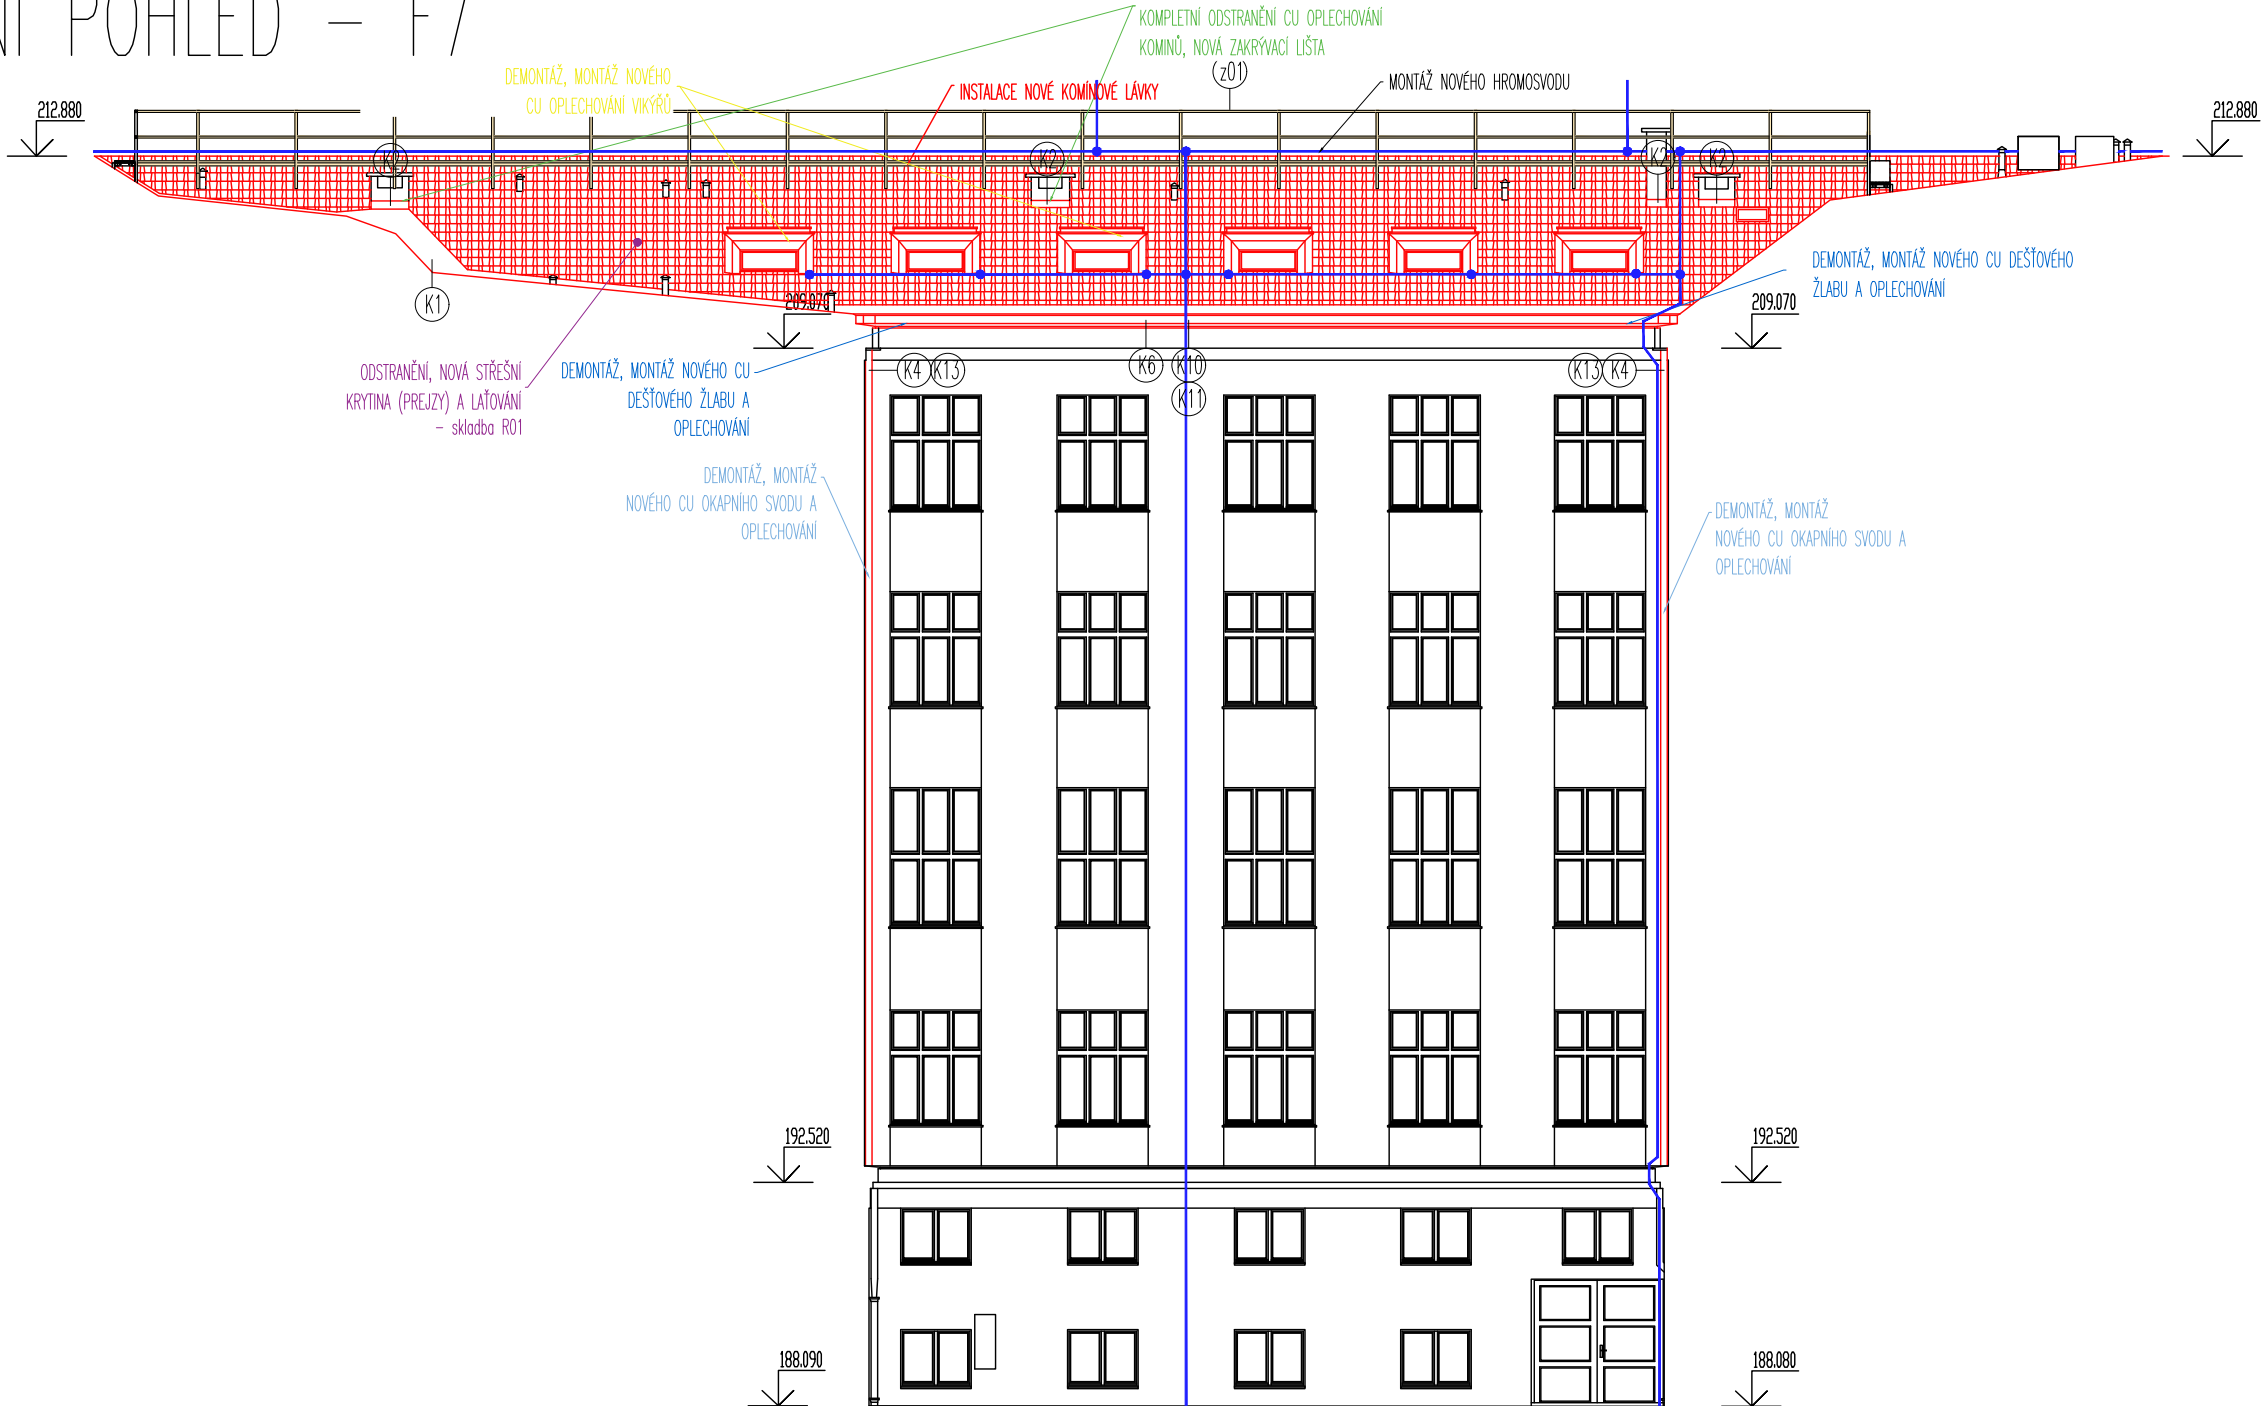 NÍ POHLED - F7
KOMPLETNÍ ODSTRANĚNÍ CU OPLECHOVÁNÍ
KOMINŮ, NOVÁ ZAKRÝVACÍ LIŠTA
(z01)
DEMONTÁŽ, MONTÁŽ NOVÉHO
CU OPLECHOVÁNÍ VIKÝŘŮ
INSTALACE NOVÉ KOMÍNOVÉ LÁVKY
MONTÁŽ NOVÉHO HROMOSVODU
212.880
212.880
K2
K2
K2
K2
K1
209.070
209.070
DEMONTÁŽ, MONTÁŽ NOVÉHO CU DEŠŤOVÉHO
ŽLABU A OPLECHOVÁNÍ
ODSTRANĚNÍ, NOVÁ STŘEŠNÍ
KRYTINA (PREJZY) A LAŤOVÁNÍ
- skladba R01
DEMONTÁŽ, MONTÁŽ NOVÉHO CU
DEŠŤOVÉHO ŽLABU A
OPLECHOVÁNÍ
K4 K13
K6 K10
K11
K13 K4
DEMONTÁŽ, MONTÁŽ
NOVÉHO CU OKAPNÍHO SVODU A
OPLECHOVÁNÍ
DEMONTÁŽ, MONTÁŽ
NOVÉHO CU OKAPNÍHO SVODU A
OPLECHOVÁNÍ
192.520
192.520
188.090
188.080